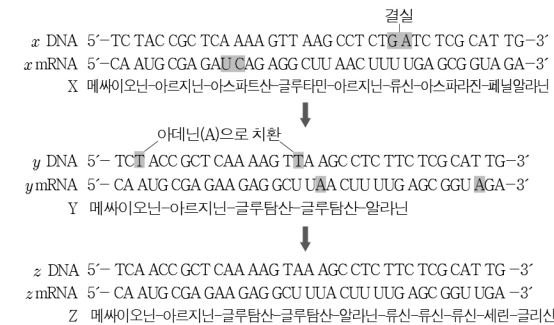 결실
x DNA 5´-TC TAC CGC TCA AAA GTT AAG CCT CTG ATC TCG CAT TG-3´
x mRNA 5´-CA AUG CGA GAU CAG AGG CUU AAC UUU UGA GCG GUA GA-3´
X 메싸이오닌-아르지닌-아스파트산-글루타민-아르지닌-류신-아스파라진-페닐알라닌
아데닌(A)으로 치환
y DNA 5´- TCT ACC GCT CAA AAG TTA AGC CTC TTC TCG CAT TG-3´
y mRNA 5´- CA AUG CGA GAA GAG GCU UAA CUU UUG AGC GGU AGA-3´
Y 메싸이오닌-아르지닌-글루탐산-글루탐산-알라닌
z DNA 5´- TCA ACC GCT CAA AAG TAA AGC CTC TTC TCG CAT TG -3´
z mRNA 5´- CA AUG CGA GAA GAG GCU UUA CUU UUG AGC GGU UGA -3´
Z 메싸이오닌-아르지닌-글루탐산-글루탐산-알라닌-류신-류신-류신-세린-글리신